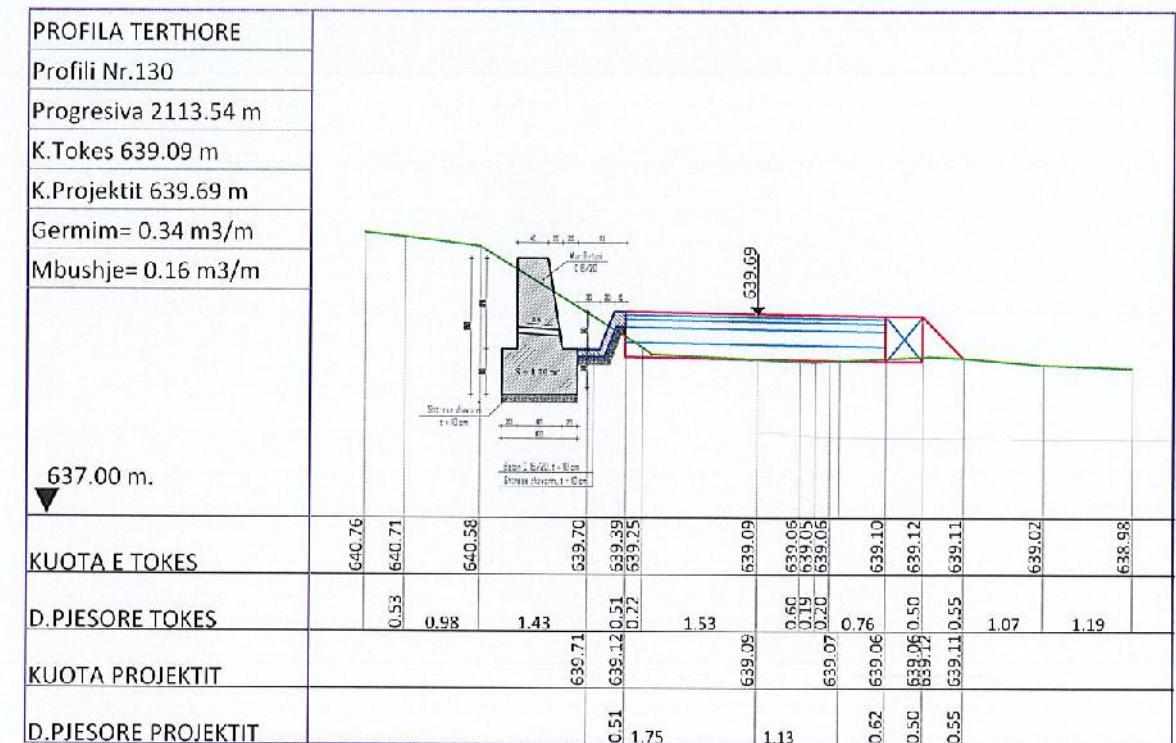 PROFILA TERTHORE
Profili Nr.130
Progresiva 2113.54 m
K.Tokes 639.09 m
K.Projektit 639.69 m
Germim= 0.34 m3/m
Mbushje= 0.16 m3/m
Mur Betoni
C 16/20
639.69
t = 10 cm
637.00 m.
KUOTA E TOKES 640.76 640.71 640.58 639.70 639.39 639.25 639.09 639.06 639.05 639.06 639.10 639.12 639.11 639.02 638.98
D.PJESORE TOKES 0.53 0.98 1.43 0.51 0.22 1.53 0.60 0.19 0.20 0.76 0.50 0.55 1.07 1.19
KUOTA PROJEKTIT 639.71 639.12 639.09 639.07 639.06 639.06 639.12 639.11
D.PJESORE PROJEKTIT 0.51 1.75 1.13 0.62 0.50 0.55